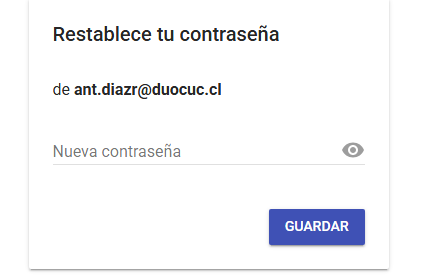 Restablece tu contraseña
de ant.diazr@duocuc.cl
Nueva contraseña
GUARDAR